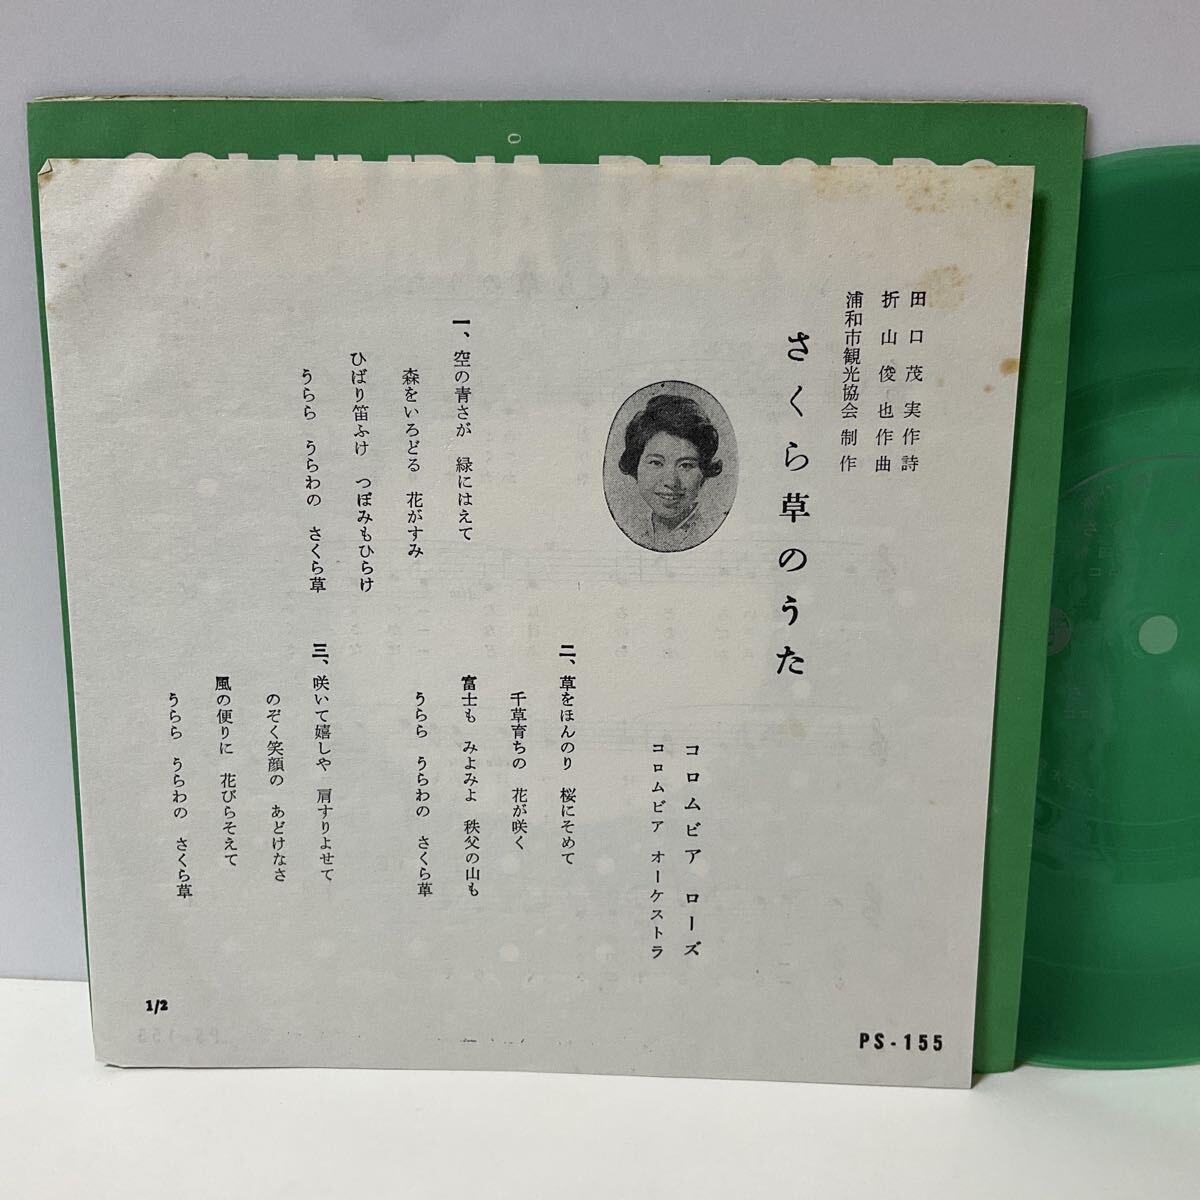 田口茂実作詩
折山俊也作曲
浦和市観光協会制作
さくら草のうた
コロムビア ローズ
コロムビア オーケストラ
一、空の青さが 緑にはえて
森をいろどる 花がすみ
ひばり笛ふけ つぼみもひらけ
うらら うらわの さくら草
二、草をほんのり 桜にそめて
千草育ちの 花が咲く
富士も みよみよ 秩父の山も
うらら うらわの さくら草
三、咲いて嬉しや 肩すりよせて
のぞく笑顔の あどけなさ
風の便りに 花びらそえて
うらら うらわの さくら草
1/2
PS-155